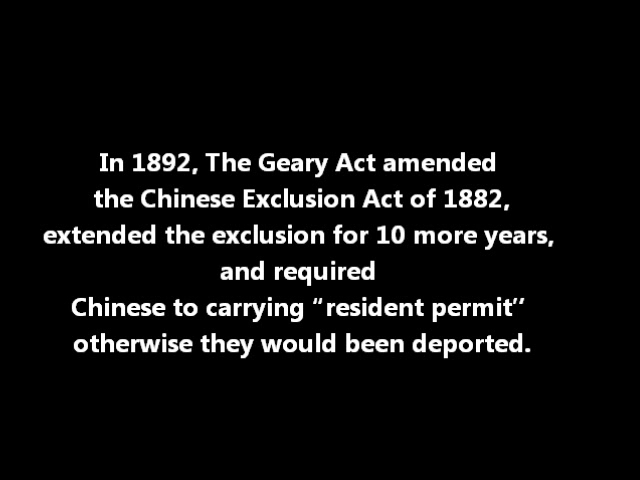 In 1892, The Geary Act amended
the Chinese Exclusion Act of 1882,
extended the exclusion for 10 more years,
and required
Chinese to carrying “resident permit”
otherwise they would been deported.